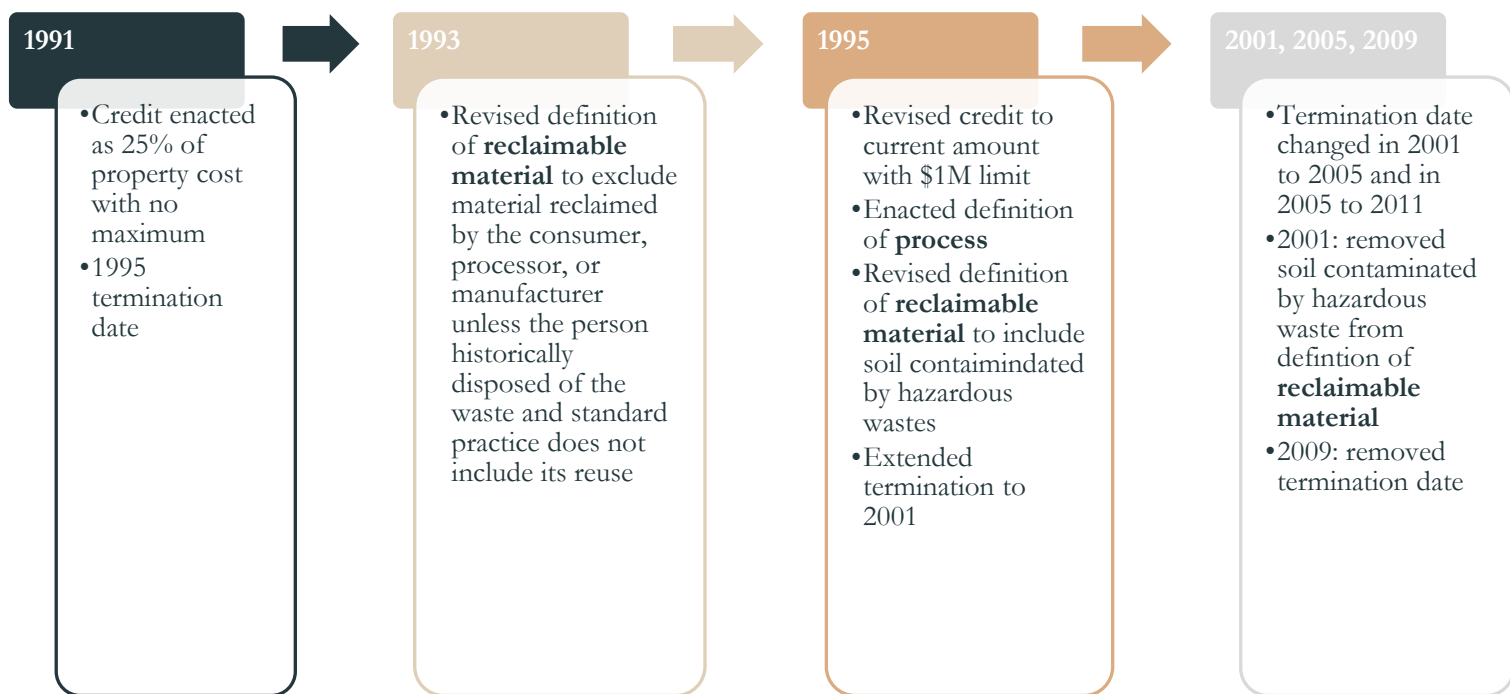 1991
•Credit enacted
as 25% of
property cost
with no
maximum
•1995
termination
date
1993
•Revised definition
of reclaimable
material to exclude
material reclaimed
by the consumer,
processor, or
manufacturer
unless the person
historically
disposed of the
waste and standard
practice does not
include its reuse
1995
•Revised credit to
current amount
with $1M limit
•Enacted definition
of process
•Revised definition
of reclaimable
material to include
soil contaimindated
by hazardous
wastes
•Extended
termination to
2001
2001, 2005, 2009
•Termination date
changed in 2001
to 2005 and in
2005 to 2011
•2001: removed
soil contaminated
by hazardous
waste from
defintion of
reclaimable
material
•2009: removed
termination date